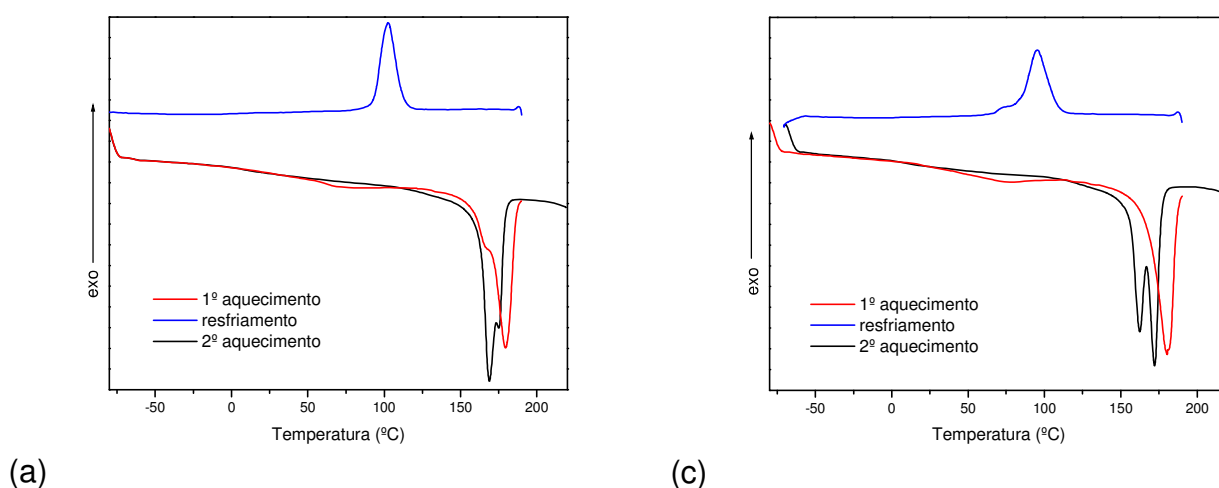 exo
1º aquecimento
resfriamento
2º aquecimento
-50 0 50 100 150 200
Temperatura (ºC)
(a)
exo
1º aquecimento
resfriamento
2º aquecimento
-50 0 50 100 150 200
Temperatura (ºC)
(c)